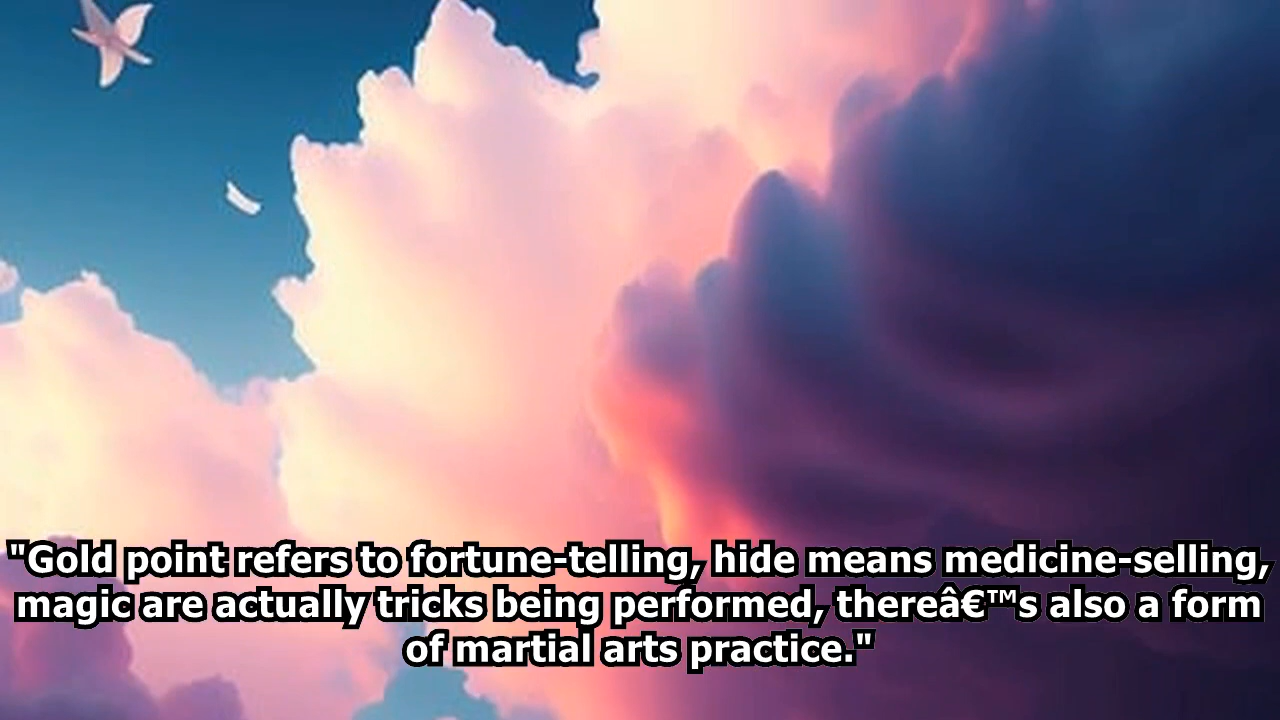 "Gold point refers to fortune-telling, hide means medicine-selling,
magic are actually tricks being performed, thereâ€™s also a form
of martial arts practice."